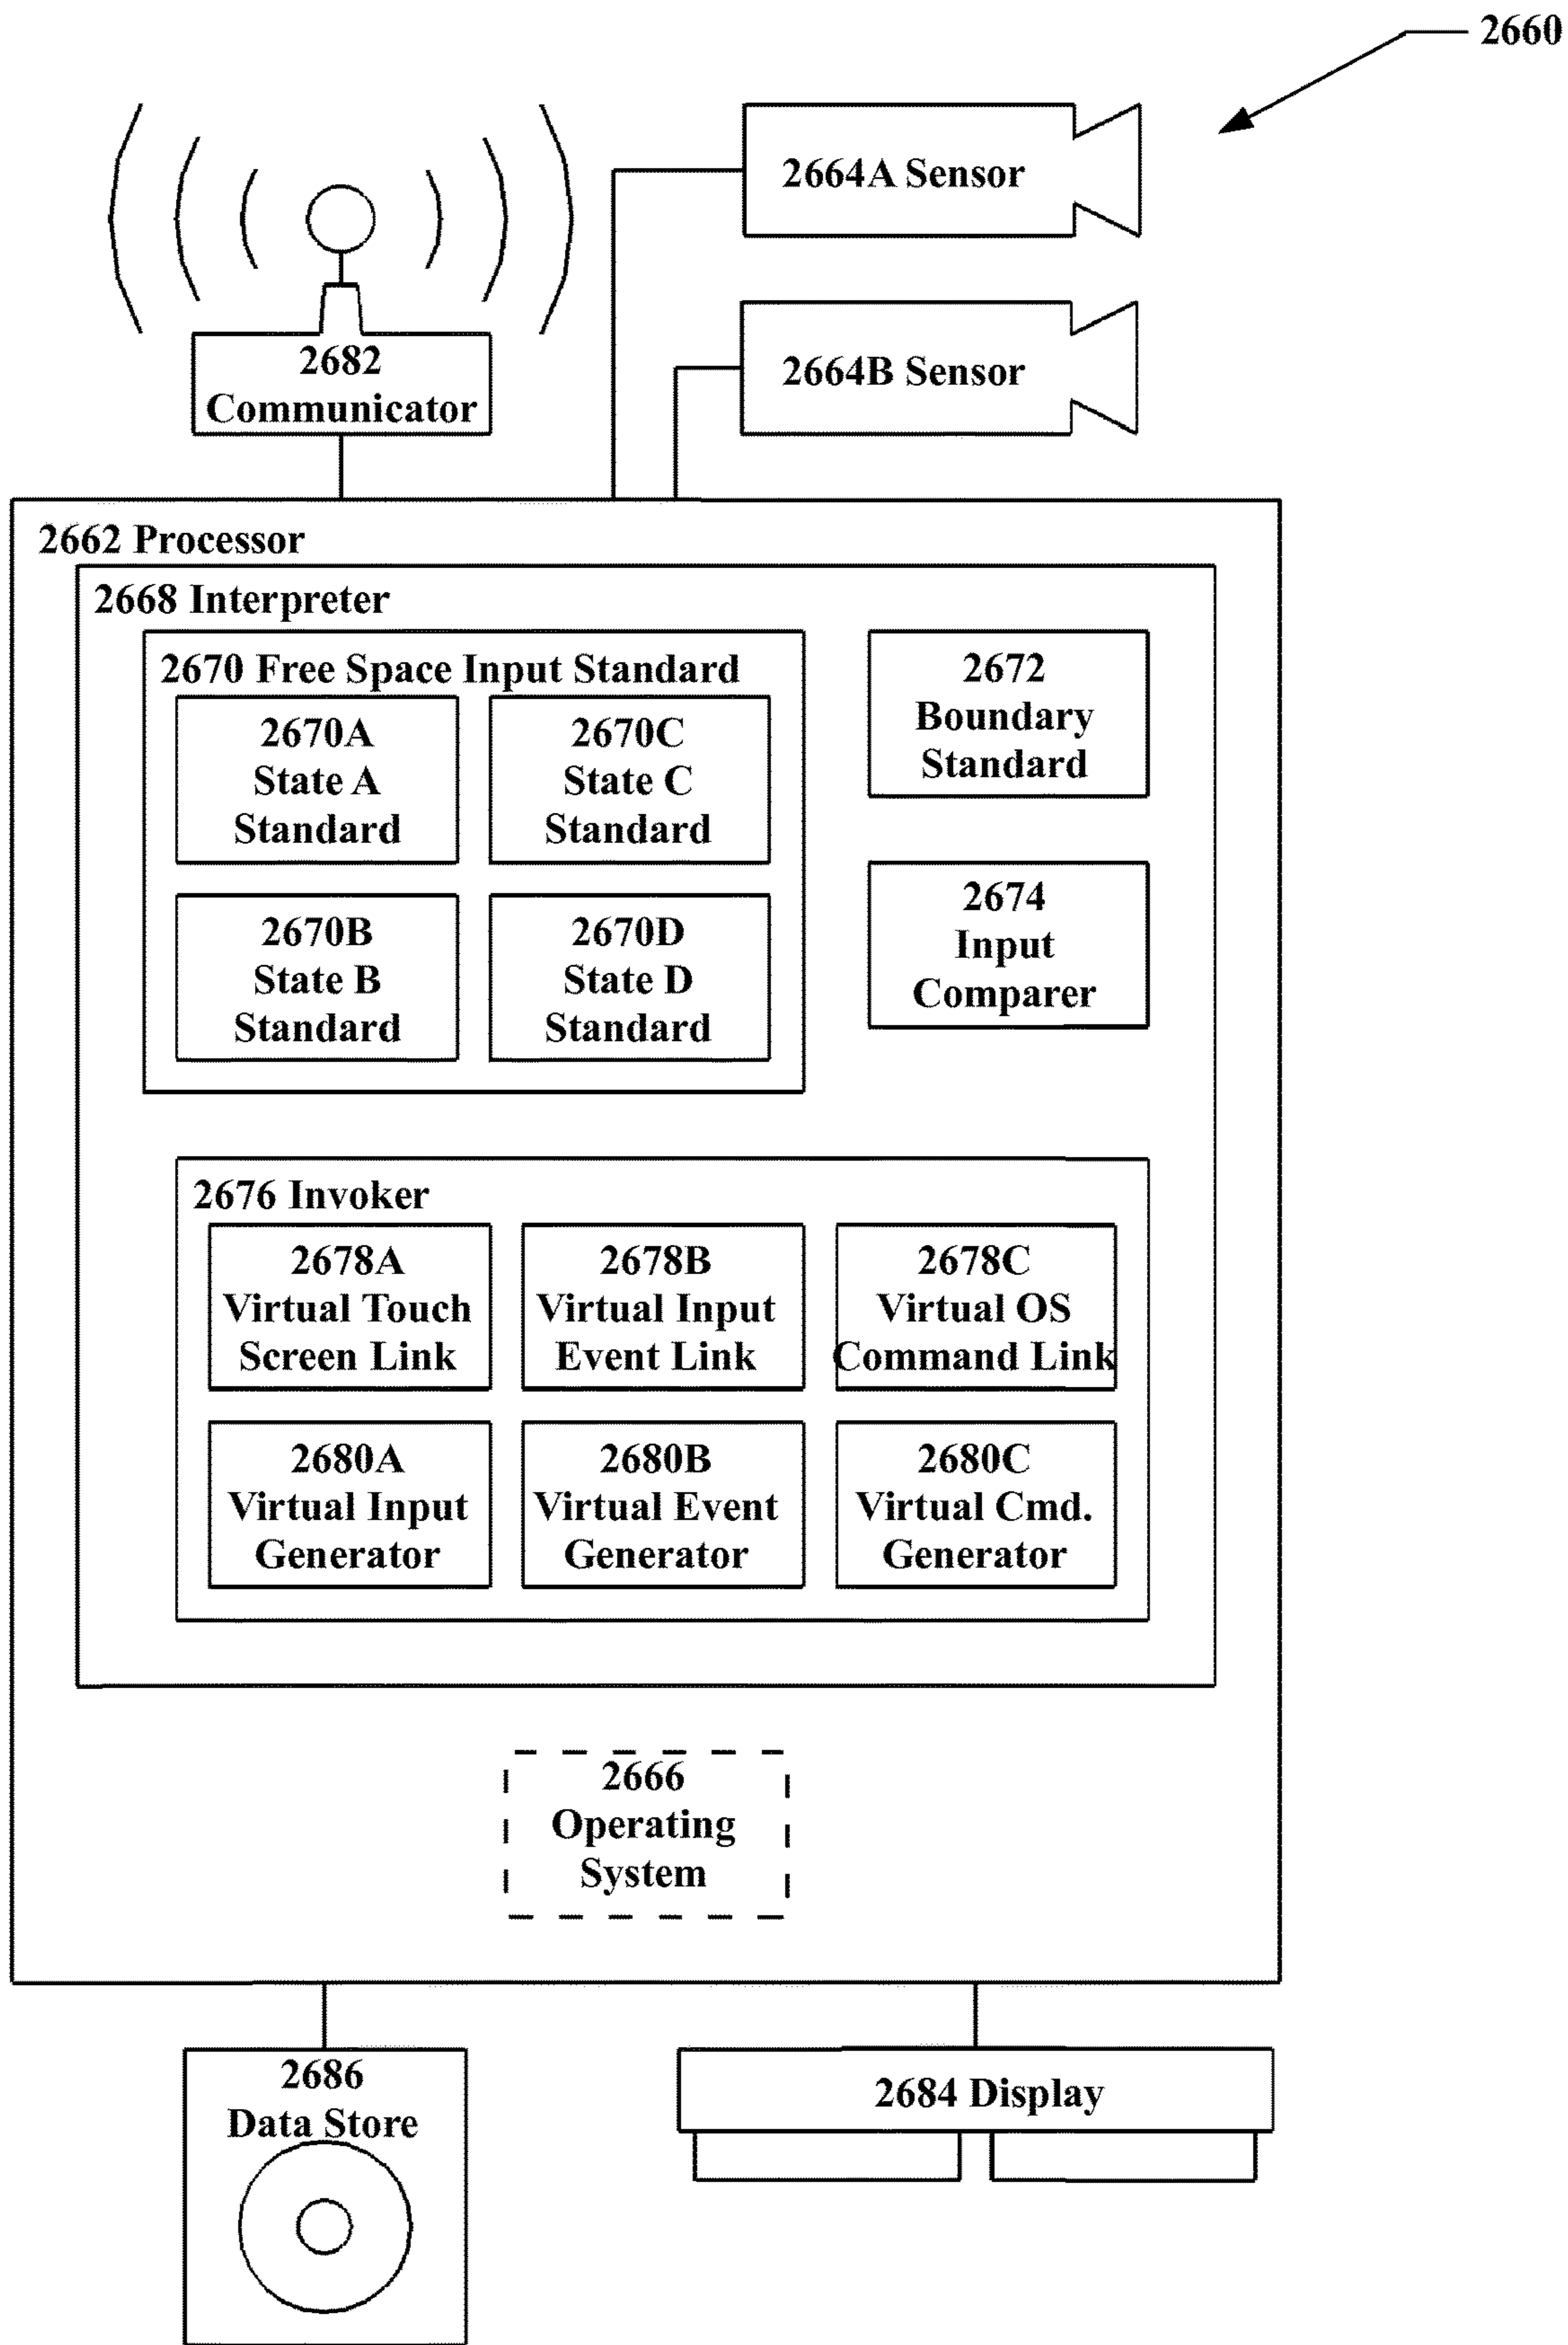 2660
2664A Sensor
2664B Sensor
2682
Communicator
2662 Processor
2668 Interpreter
2670 Free Space Input Standard
2670A
State A
Standard
2670C
State C
Standard
2670B
State B
Standard
2670D
State D
Standard
2672
Boundary
Standard
2674
Input
Comparer
2676 Invoker
2678A
Virtual Touch
Screen Link
2678B
Virtual Input
Event Link
2678C
Virtual OS
Command Link
2680A
Virtual Input
Generator
2680B
Virtual Event
Generator
2680C
Virtual Cmd.
Generator
2666
Operating
System
2686
Data Store
2684 Display